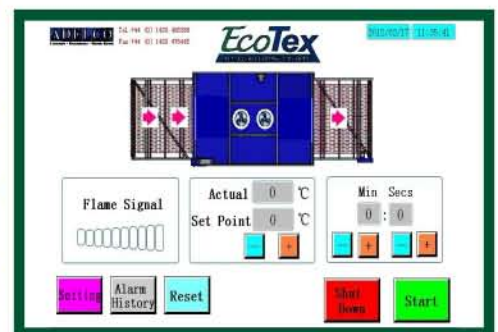 ADELCO
EcoTex
Flame Signal
Actual 0 ℃
Set Point 0 ℃
- +
Min Secs
0 : 0
- + - +
Setting
Alarm
History
Reset
Shut
Down
Start